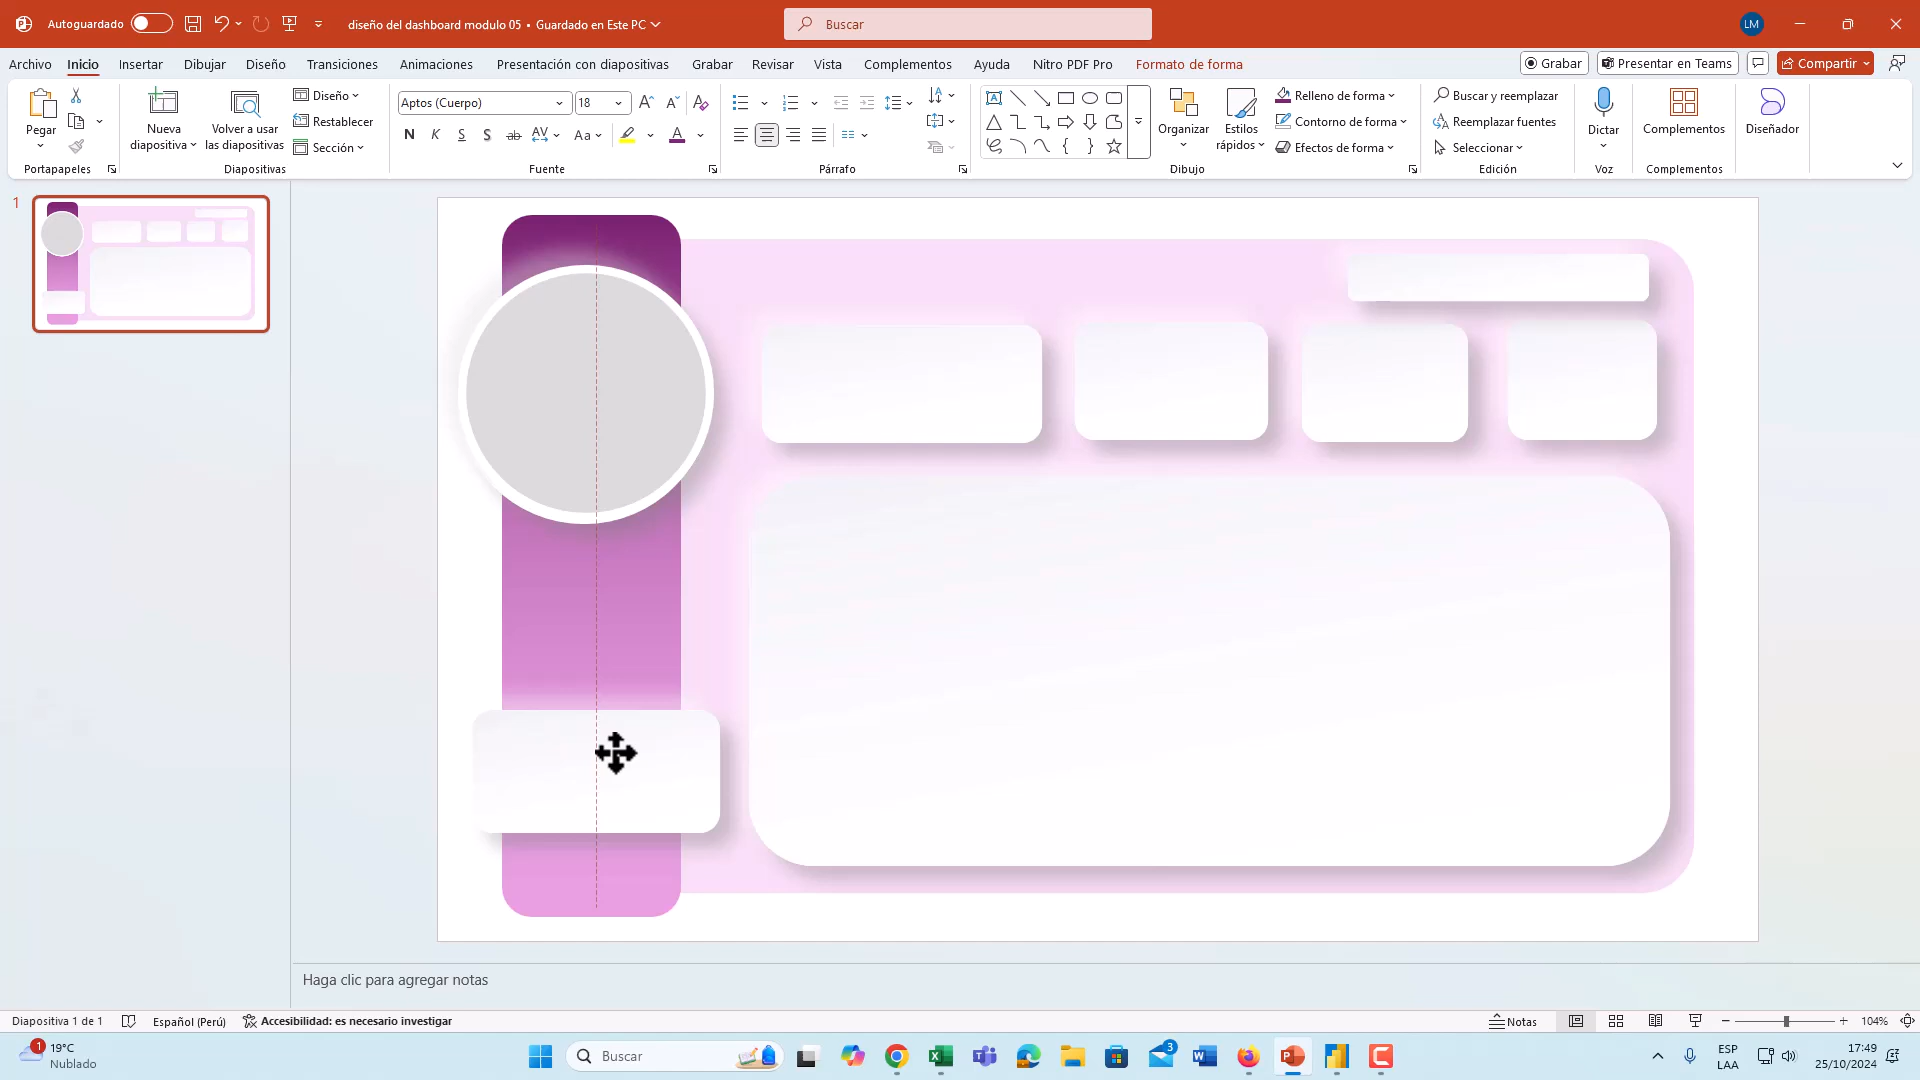 Autoguardado
diseño del dashboard modulo 05 • Guardado en Este PC
Buscar
LM
Archivo Inicio Insertar Dibujar Diseño Transiciones Animaciones Presentación con diapositivas Grabar Revisar Vista Complementos Ayuda Nitro PDF Pro Formato de forma
Grabar Presentar en Teams Compartir
Pegar
Portapapeles
Nueva diapositiva
Volver a usar las diapositivas
Diseño
Restablecer
Sección
Diapositivas
Aptos (Cuerpo) 18
N K S S ab AV Aa A
Fuente
Párrafo
Organizar
Estilos rápidos
Relleno de forma
Contorno de forma
Efectos de forma
Dibujo
Buscar y reemplazar
Reemplazar fuentes
Seleccionar
Edición
Dictar
Voz
Complementos
Complementos
Diseñador
1
Haga clic para agregar notas
Diapositiva 1 de 1 Español (Perú) Accesibilidad: es necesario investigar
Notas
104%
1
19°C
Nublado
Buscar
3
ESP
LAA
17:49
25/10/2024